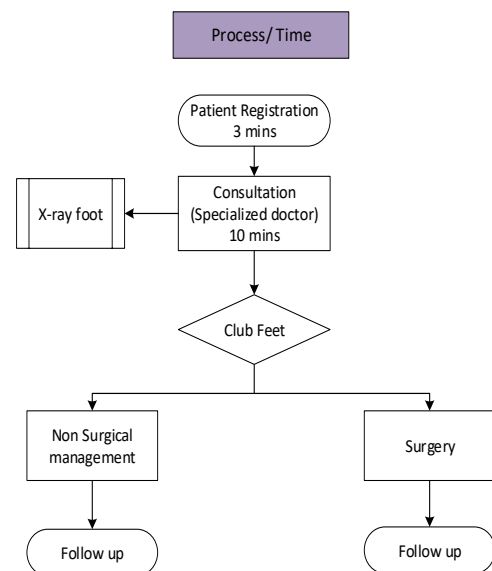 Process/ Time
Patient Registration
3 mins
X-ray foot
Consultation
(Specialized doctor)
10 mins
Club Feet
Non Surgical
management
Surgery
Follow up
Follow up